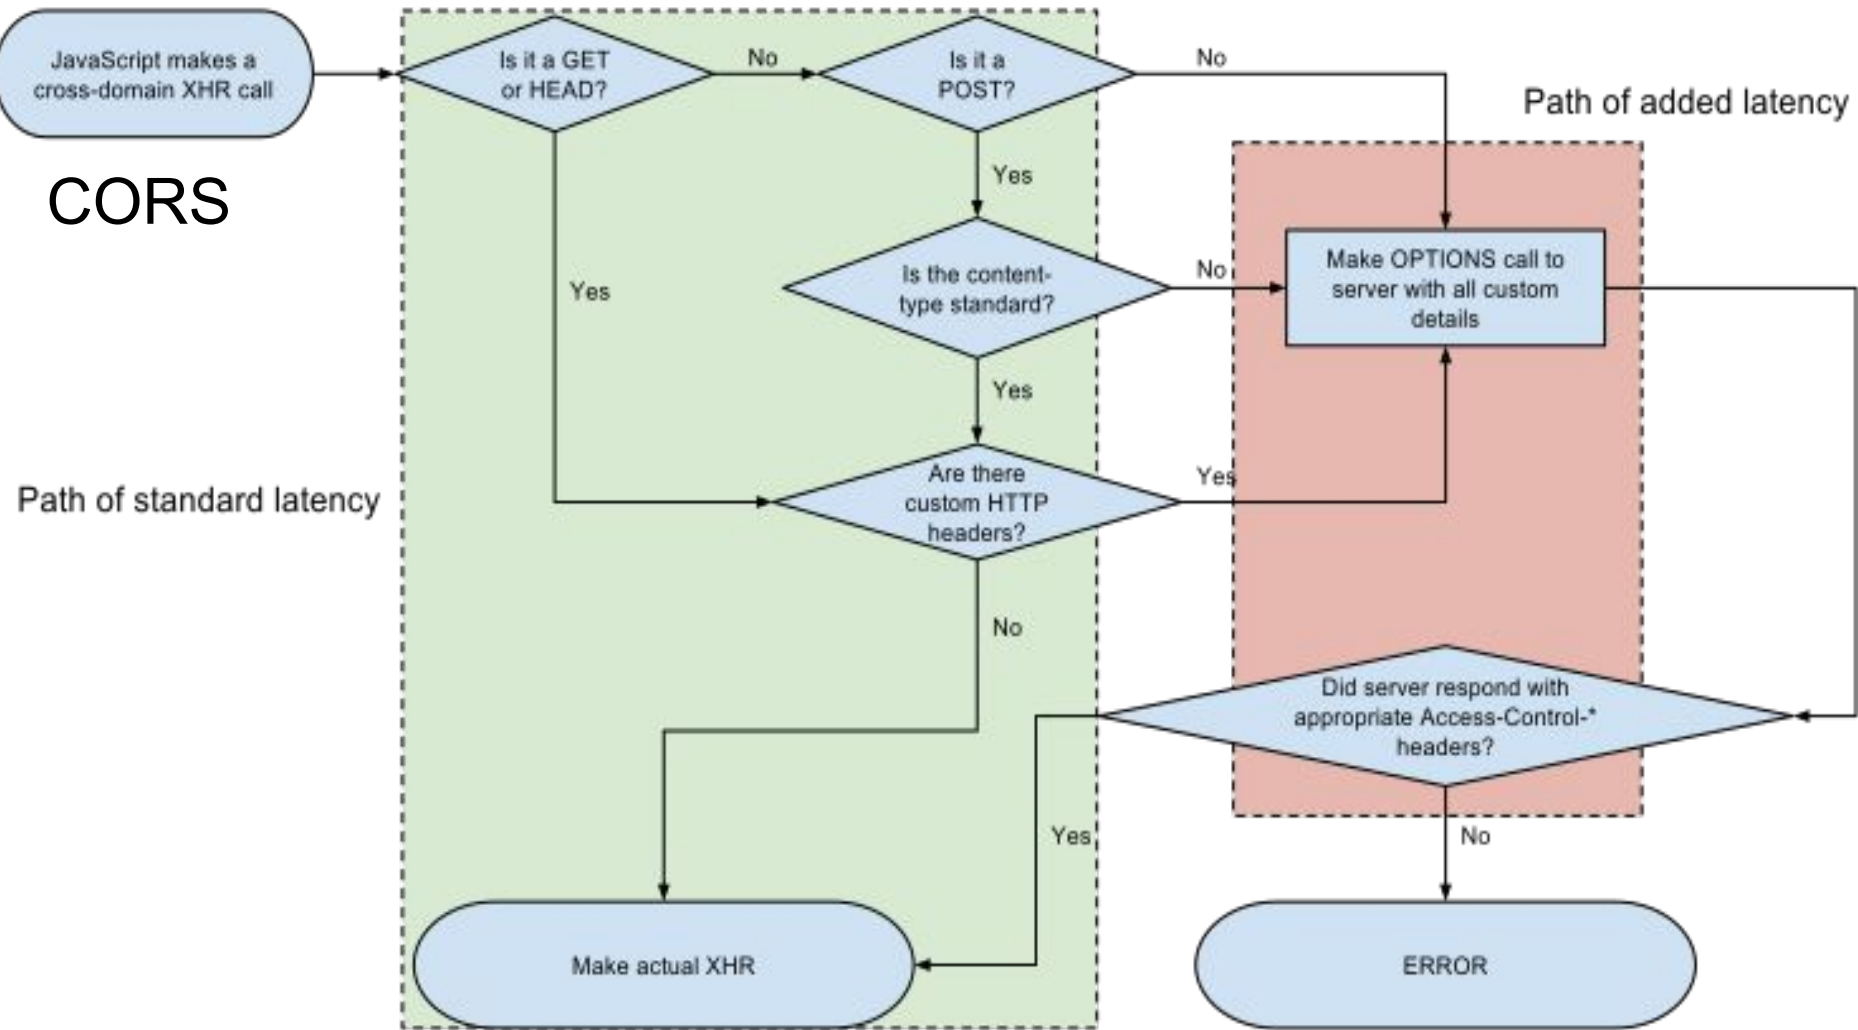 JavaScript makes a
cross-domain XHR call
Is it a GET
or HEAD?
No
Is it a
POST?
No
Path of added latency
CORS
Yes
Yes
Is the content-
type standard?
No
Make OPTIONS call to
server with all custom
details
Yes
Path of standard latency
Are there
custom HTTP
headers?
Yes
No
Did server respond with
appropriate Access-Control-*
headers?
Yes
No
Make actual XHR
ERROR